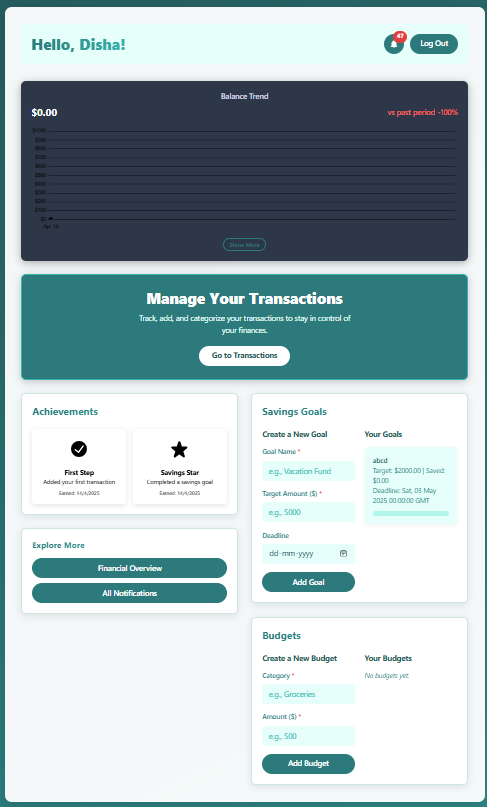 Hello, Disha!
47
Log Out
Balance Trend
$0.00
vs past period -100%
$1000
$900
$800
$700
$600
$500
$400
$300
$200
$100
$0
Apr 14
Show More
Manage Your Transactions
Track, add, and categorize your transactions to stay in control of
your finances.
Go to Transactions
Achievements
First Step
Added your first transaction
Earned: 14/4/2025
Savings Star
Completed a savings goal
Earned: 14/4/2025
Explore More
Financial Overview
All Notifications
Savings Goals
Create a New Goal
Goal Name *
e.g., Vacation Fund
Target Amount ($) *
e.g., 5000
Deadline
dd-mm-yyyy
Add Goal
Your Goals
abcd
Target: $2000.00 | Saved:
$0.00
Deadline: Sat, 03 May
2025 00:00:00 GMT
Budgets
Create a New Budget
Category *
e.g., Groceries
Amount ($) *
e.g., 500
Add Budget
Your Budgets
No budgets yet.